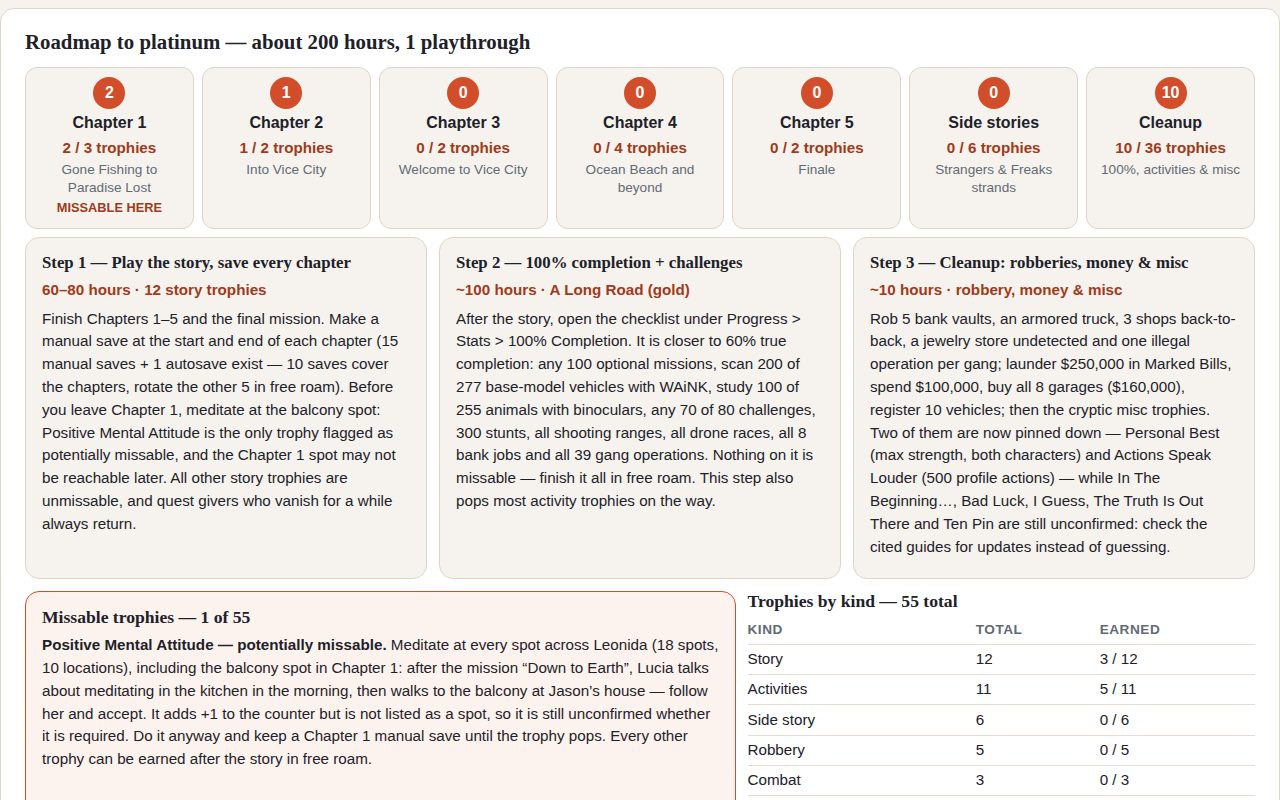 Roadmap to platinum — about 200 hours, 1 playthrough
2
Chapter 1
2 / 3 trophies
Gone Fishing to
Paradise Lost
MISSABLE HERE
1
Chapter 2
1 / 2 trophies
Into Vice City
0
Chapter 3
0 / 2 trophies
Welcome to Vice City
0
Chapter 4
0 / 4 trophies
Ocean Beach and
beyond
0
Chapter 5
0 / 2 trophies
Finale
0
Side stories
0 / 6 trophies
Strangers & Freaks
strands
10
Cleanup
10 / 36 trophies
100%, activities & misc
Step 1 — Play the story, save every chapter
60–80 hours · 12 story trophies
Finish Chapters 1–5 and the final mission. Make a
manual save at the start and end of each chapter (15
manual saves + 1 autosave exist — 10 saves cover
the chapters, rotate the other 5 in free roam). Before
you leave Chapter 1, meditate at the balcony spot:
Positive Mental Attitude is the only trophy flagged as
potentially missable, and the Chapter 1 spot may not
be reachable later. All other story trophies are
unmissable, and quest givers who vanish for a while
always return.
Step 2 — 100% completion + challenges
~100 hours · A Long Road (gold)
After the story, open the checklist under Progress >
Stats > 100% Completion. It is closer to 60% true
completion: any 100 optional missions, scan 200 of
277 base-model vehicles with WAiNK, study 100 of
255 animals with binoculars, any 70 of 80 challenges,
300 stunts, all shooting ranges, all drone races, all 8
bank jobs and all 39 gang operations. Nothing on it is
missable — finish it all in free roam. This step also
pops most activity trophies on the way.
Step 3 — Cleanup: robberies, money & misc
~10 hours · robbery, money & misc
Rob 5 bank vaults, an armored truck, 3 shops back-to-
back, a jewelry store undetected and one illegal
operation per gang; launder $250,000 in Marked Bills,
spend $100,000, buy all 8 garages ($160,000),
register 10 vehicles; then the cryptic misc trophies.
Two of them are now pinned down — Personal Best
(max strength, both characters) and Actions Speak
Louder (500 profile actions) — while In The
Beginning…, Bad Luck, I Guess, The Truth Is Out
There and Ten Pin are still unconfirmed: check the
cited guides for updates instead of guessing.
Missable trophies — 1 of 55
Positive Mental Attitude — potentially missable. Meditate at every spot across Leonida (18 spots,
10 locations), including the balcony spot in Chapter 1: after the mission “Down to Earth”, Lucia talks
about meditating in the kitchen in the morning, then walks to the balcony at Jason’s house — follow
her and accept. It adds +1 to the counter but is not listed as a spot, so it is still unconfirmed whether
it is required. Do it anyway and keep a Chapter 1 manual save until the trophy pops. Every other
trophy can be earned after the story in free roam.
Trophies by kind — 55 total
KIND TOTAL EARNED
Story 12 3 / 12
Activities 11 5 / 11
Side story 6 0 / 6
Robbery 5 0 / 5
Combat 3 0 / 3